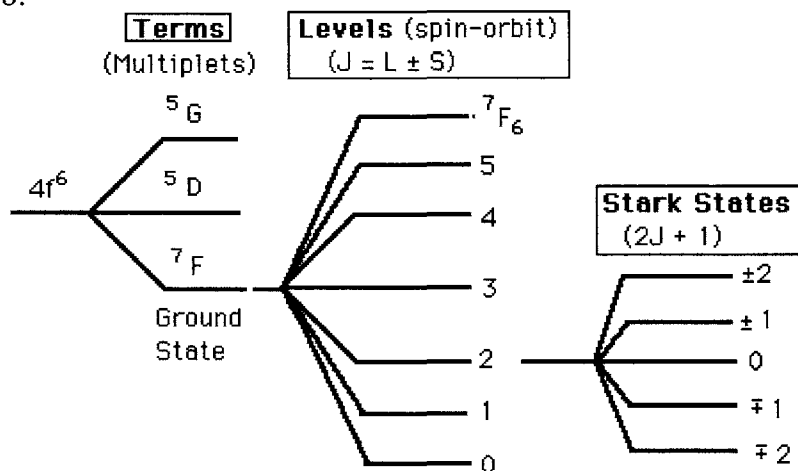 Terms
(Multiplets)
Levels (spin-orbit)
(J = L ± S)
⁵G
⁷F₆
4f⁶
⁵D
5
4
Stark States
(2J + 1)
⁷F
3
±2
± 1
Ground
State
2
0
1
∓ 1
0
∓ 2